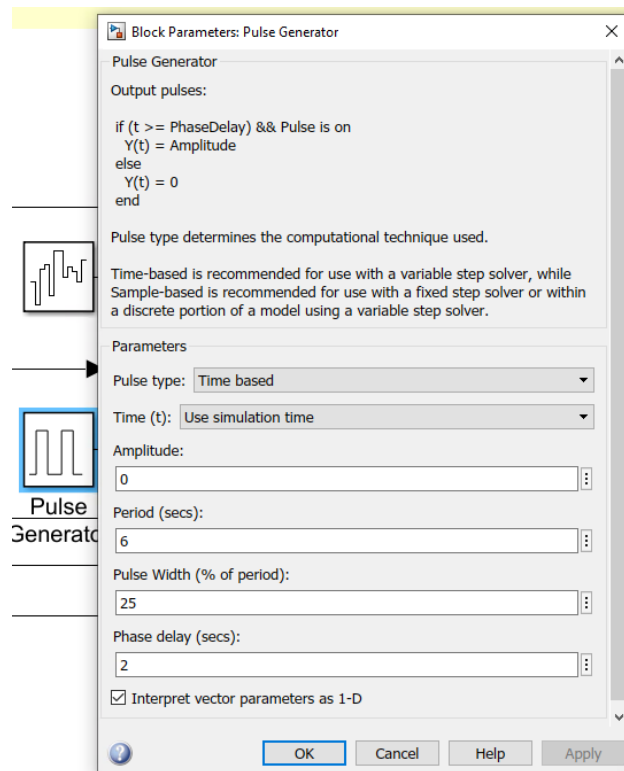 Block Parameters: Pulse Generator
Pulse Generator
Output pulses:
if (t >= PhaseDelay) && Pulse is on
Y(t) = Amplitude
else
Y(t) = 0
end
Pulse type determines the computational technique used.
Time-based is recommended for use with a variable step solver, while
Sample-based is recommended for use with a fixed step solver or within
a discrete portion of a model using a variable step solver.
Parameters
Pulse type: Time based
Time (t): Use simulation time
Amplitude:
0
Period (secs):
6
Pulse Width (% of period):
25
Phase delay (secs):
2
Interpret vector parameters as 1-D
OK Cancel Help Apply
Pulse
Generato